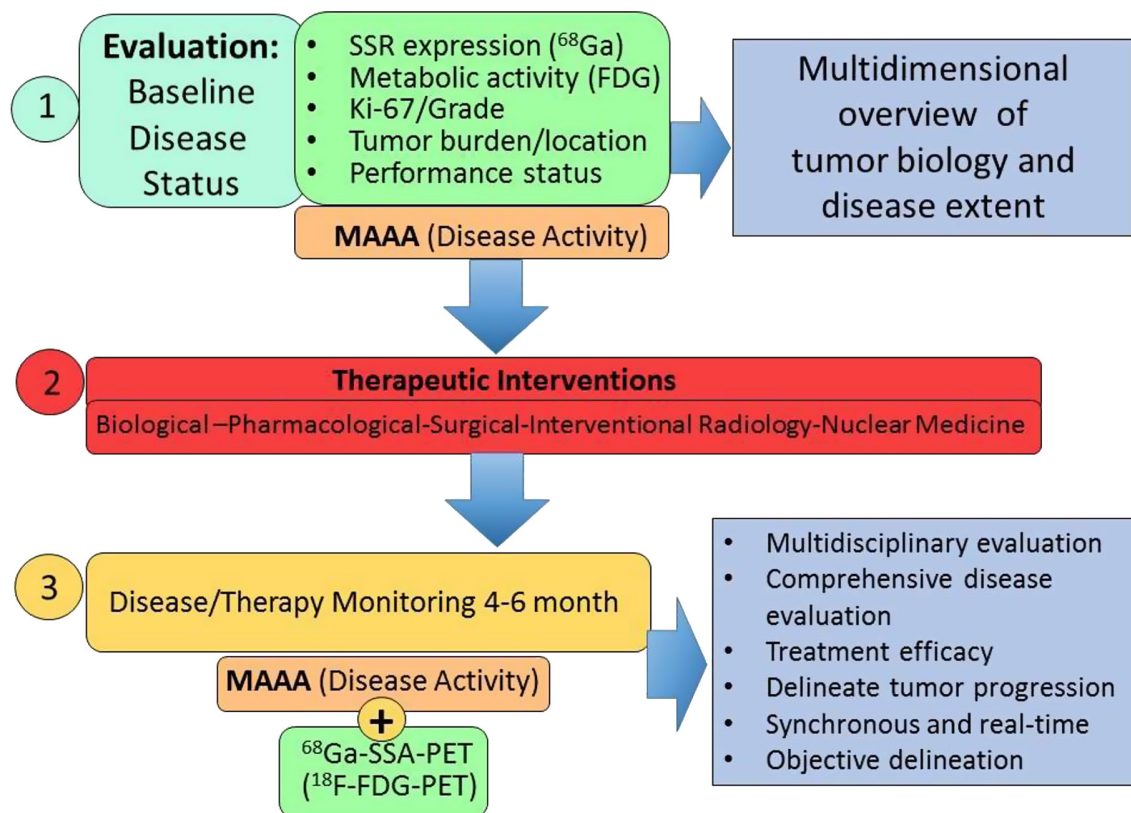 1
Evaluation:
Baseline
Disease
Status
• SSR expression (⁶⁸Ga)
• Metabolic activity (FDG)
• Ki-67/Grade
• Tumor burden/location
• Performance status
MAAA (Disease Activity)
Multidimensional
overview of
tumor biology and
disease extent
2
Therapeutic Interventions
Biological –Pharmacological-Surgical-Interventional Radiology-Nuclear Medicine
3
Disease/Therapy Monitoring 4-6 month
MAAA (Disease Activity)
+
⁶⁸Ga-SSA-PET
(¹⁸F-FDG-PET)
• Multidisciplinary evaluation
• Comprehensive disease
evaluation
• Treatment efficacy
• Delineate tumor progression
• Synchronous and real-time
• Objective delineation